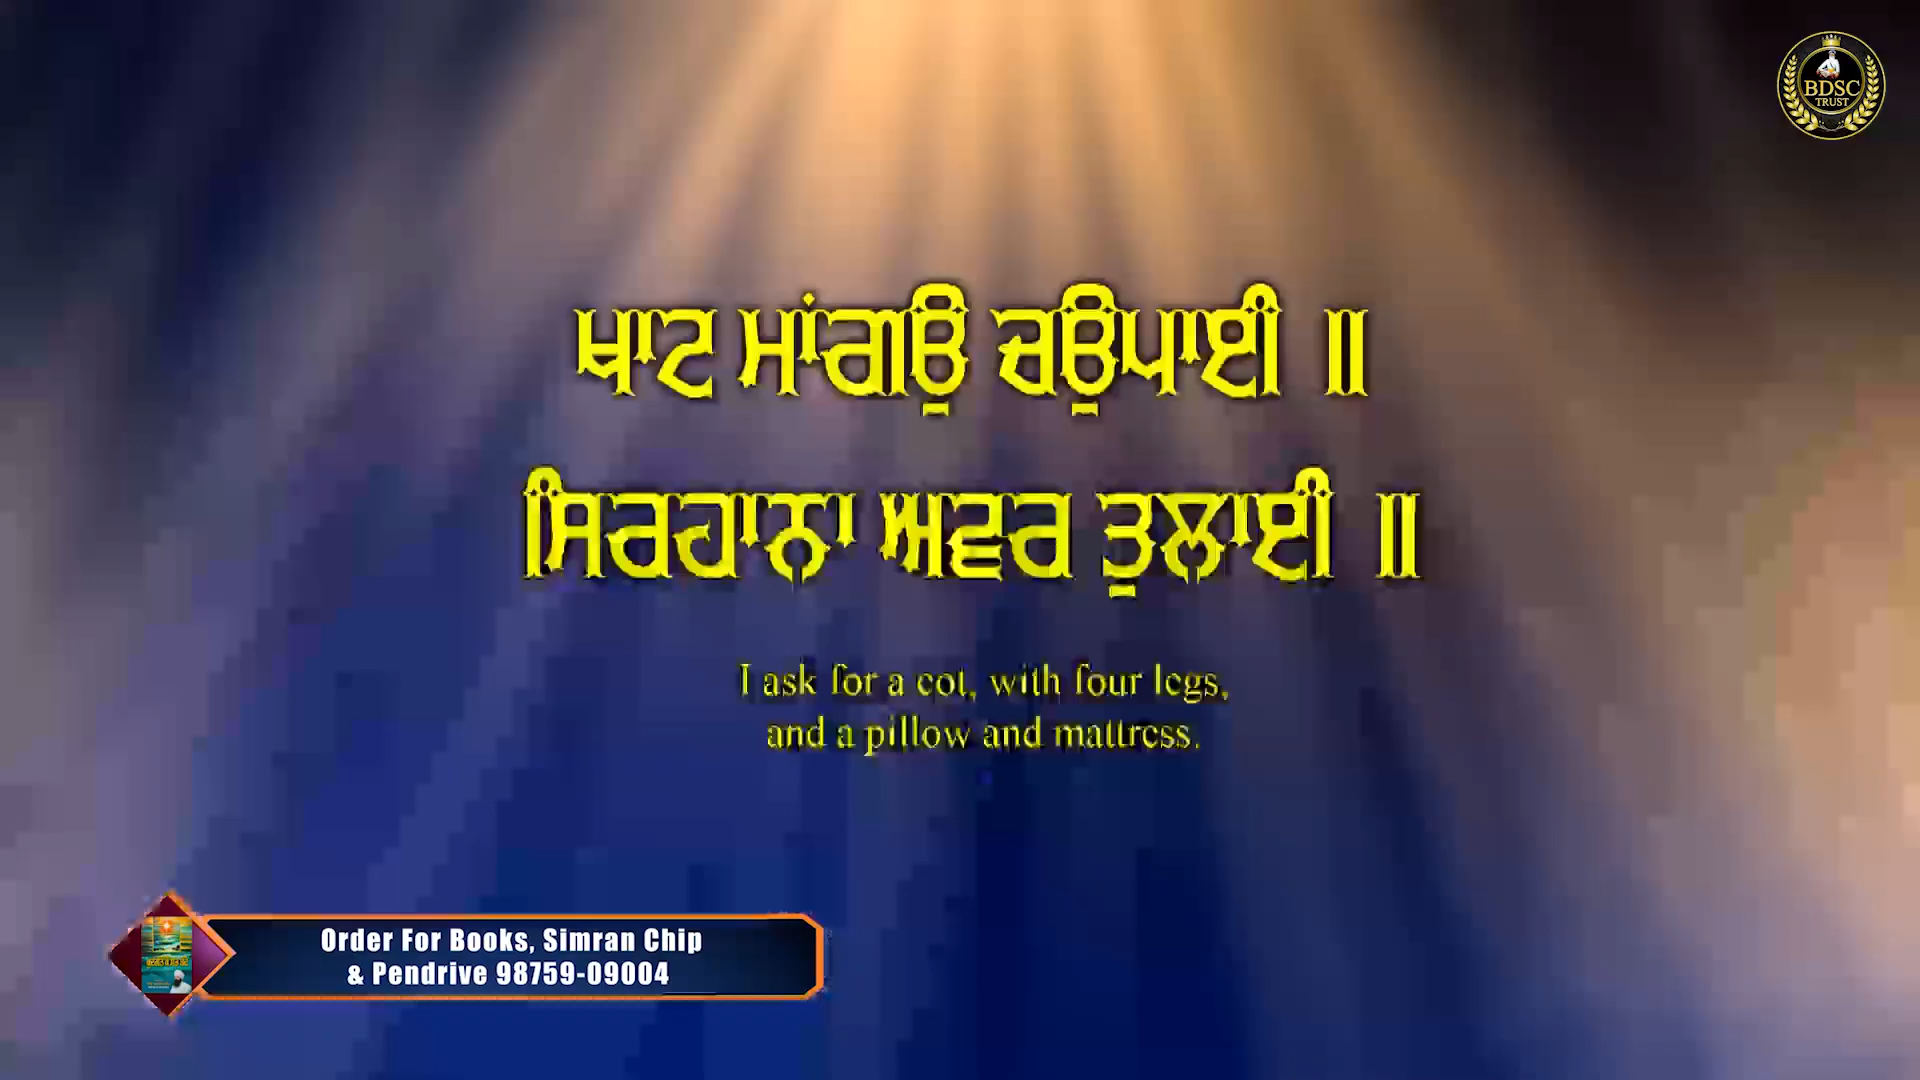 BDSC
TRUST
ਖਾਟ ਮਾਂਗਉ ਚਉਪਾਈ ॥
ਸਿਰਹਾਨਾ ਅਵਰ ਤੁਲਾਈ ॥
I ask for a cot, with four legs,
and a pillow and mattress.
Order For Books, Simran Chip
& Pendrive 98759-09004